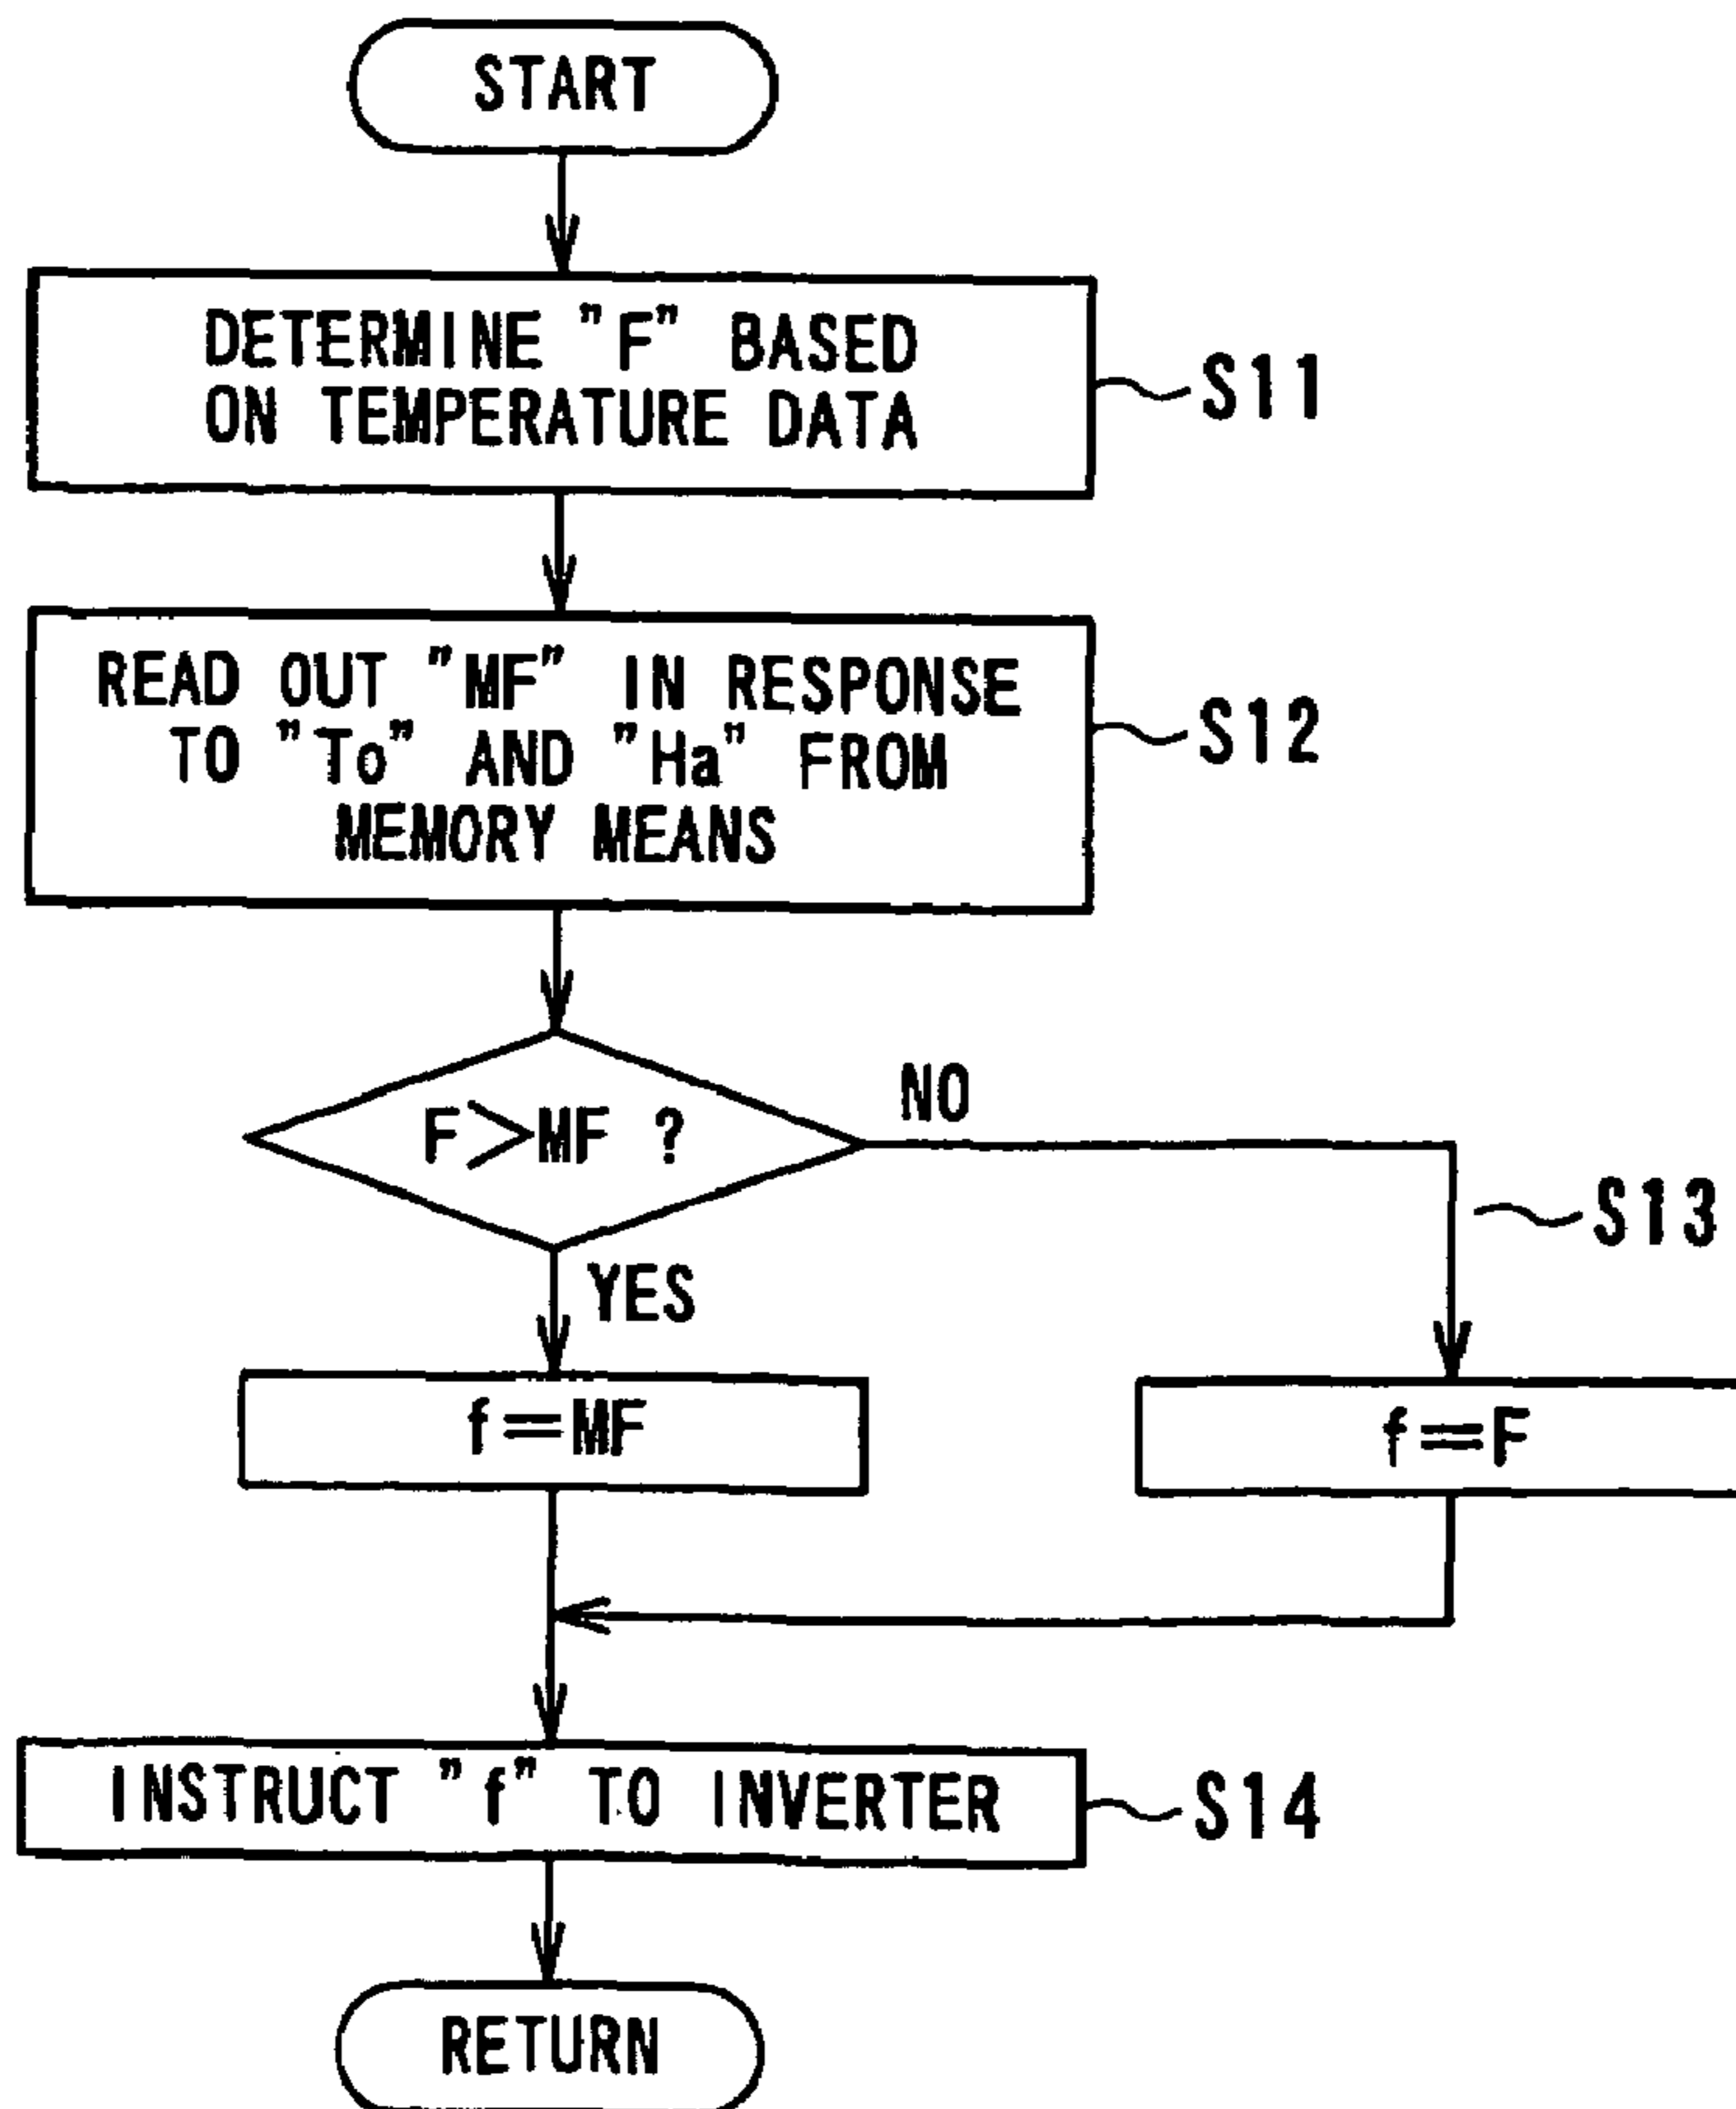 START
DETERMINE "F" BASED
ON TEMPERATURE DATA
S11
READ OUT "MF" IN RESPONSE
TO "To" AND "Ha" FROM
MEMORY MEANS
S12
F>MF ?
NO
S13
YES
f=MF
f=F
INSTRUCT "f" TO INVERTER
S14
RETURN